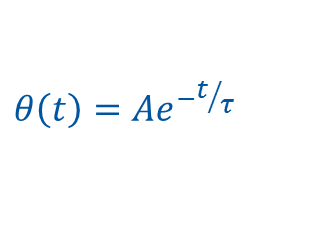 θ(t) = Ae^{−t/τ}